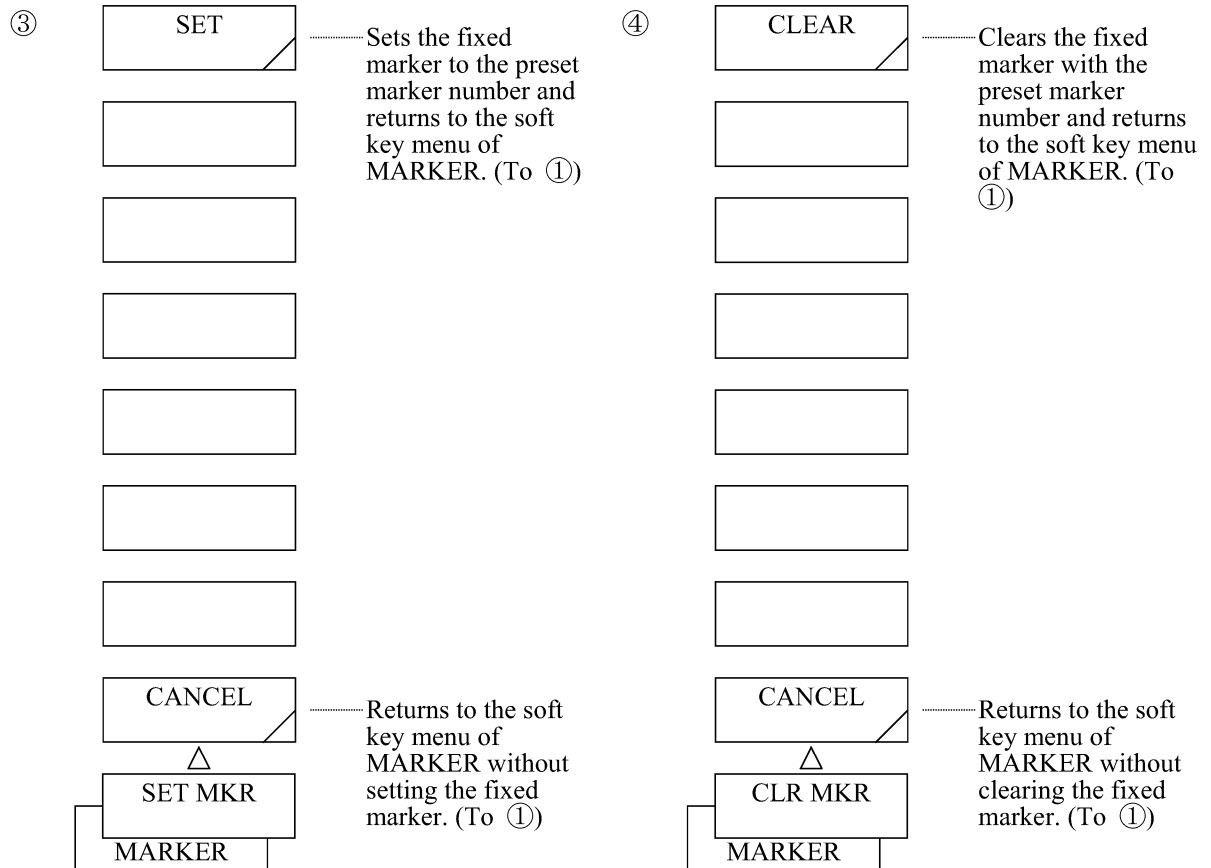 ③
SET
Sets the fixed
marker to the preset
marker number and
returns to the soft
key menu of
MARKER. (To ①)
CANCEL
Returns to the soft
key menu of
MARKER without
setting the fixed
marker. (To ①)
SET MKR
MARKER
④
CLEAR
Clears the fixed
marker with the
preset marker
number and returns
to the soft key menu
of MARKER. (To
①)
CANCEL
Returns to the soft
key menu of
MARKER without
clearing the fixed
marker. (To ①)
CLR MKR
MARKER